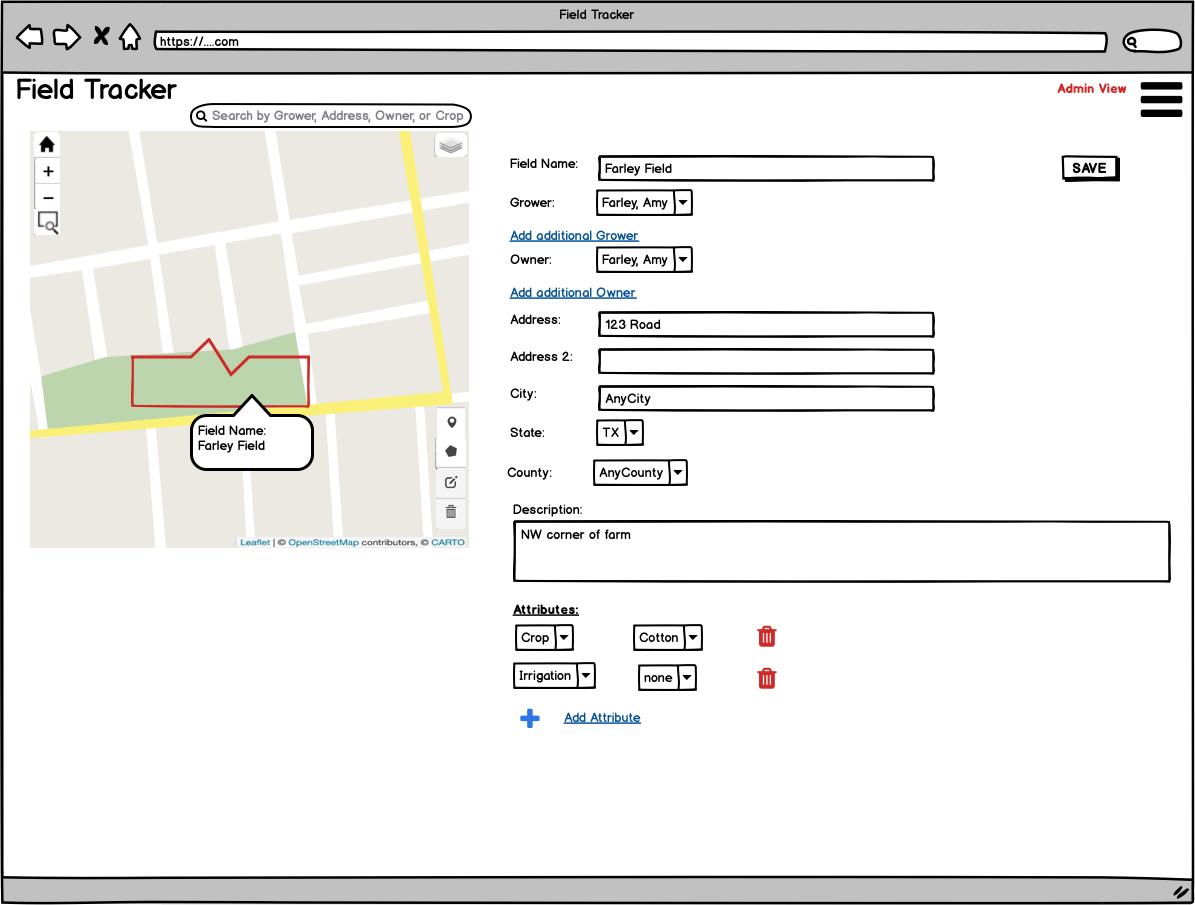 Field Tracker
https://....com
Field Tracker
Admin View
Search by Grower, Address, Owner, or Crop
+
−
Field Name:
Farley Field
Leaflet | © OpenStreetMap contributors, © CARTO
Field Name: Farley Field
SAVE
Grower: Farley, Amy
Add additional Grower
Owner: Farley, Amy
Add additional Owner
Address: 123 Road
Address 2:
City: AnyCity
State: TX
County: AnyCounty
Description:
NW corner of farm
Attributes:
Crop Cotton
Irrigation none
Add Attribute